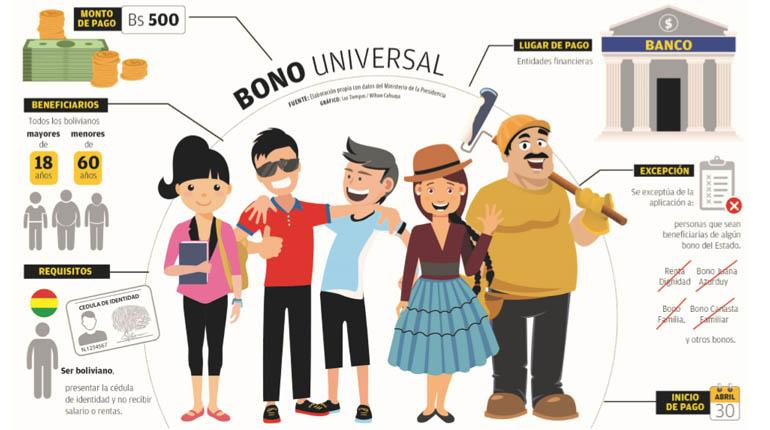 MONTO
DE PAGO
Bs 500
BONO UNIVERSAL
FUENTE: Elaboración propia con datos del Ministerio de la Presidencia
GRÁFICO:
LUGAR DE PAGO
Entidades financieras
$
BANCO
BENEFICIARIOS
Todos los bolivianos
mayores de
18 años
menores de
60 años
REQUISITOS
CEDULA DE IDENTIDAD
N.1234567
Ser boliviano,
presentar la cédula
de identidad y no recibir
salario o rentas.
EXCEPCIÓN
Se exceptúa de la
aplicación a:
personas que sean
beneficiarias de algún
bono del Estado.
Renta Dignidad
Bono Juana Azurduy
Bono Familia,
Bono Canasta Familiar
y otros bonos.
INICIO
DE PAGO
ABRIL
30